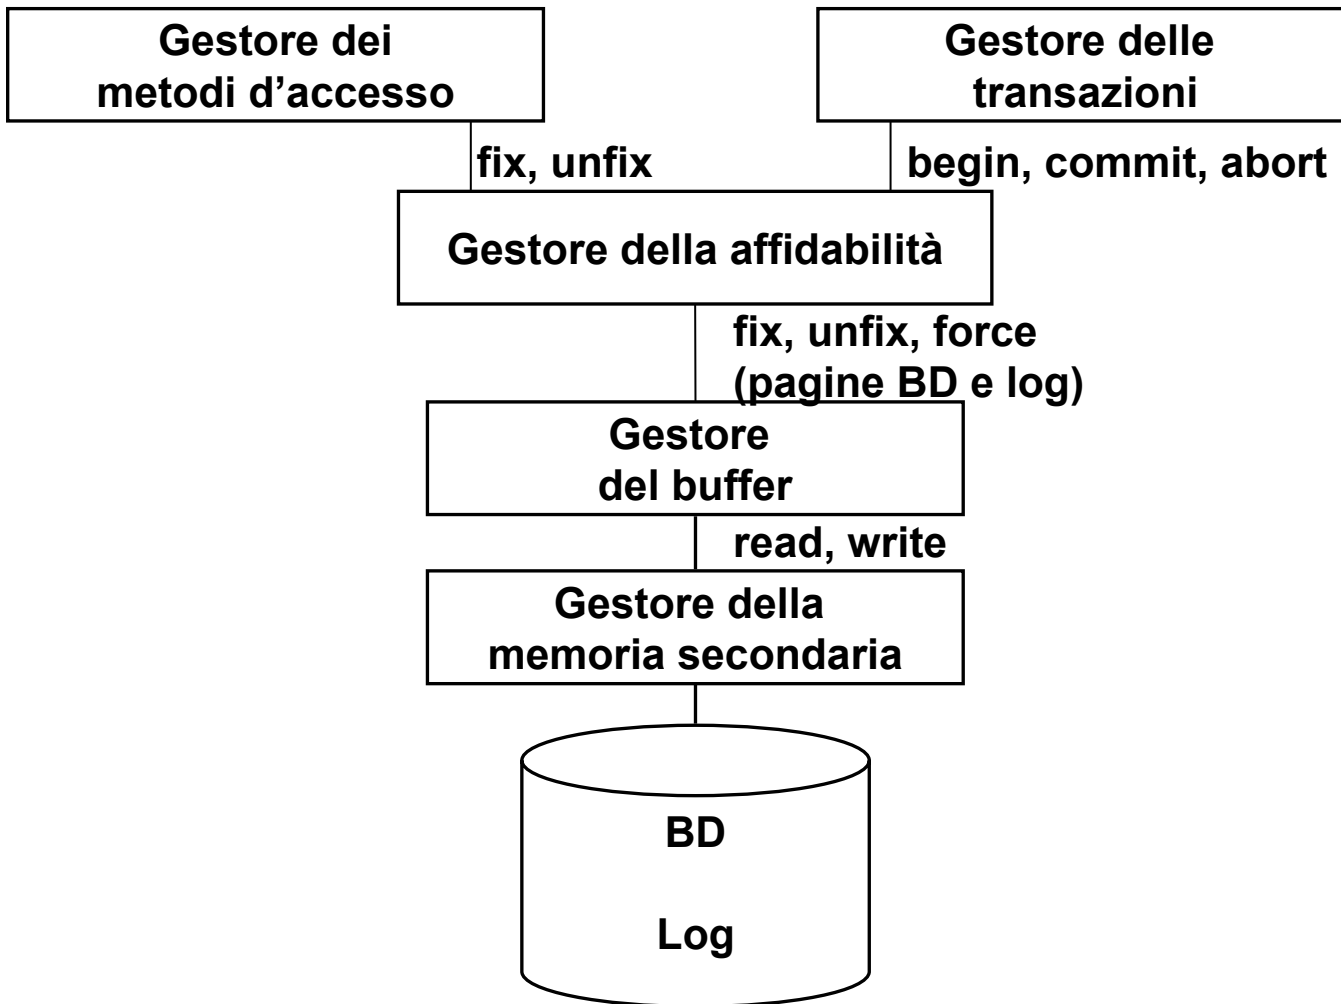 Gestore dei
metodi d'accesso
Gestore delle
transazioni
fix, unfix
begin, commit, abort
Gestore della affidabilità
fix, unfix, force
(pagine BD e log)
Gestore
del buffer
read, write
Gestore della
memoria secondaria
BD
Log